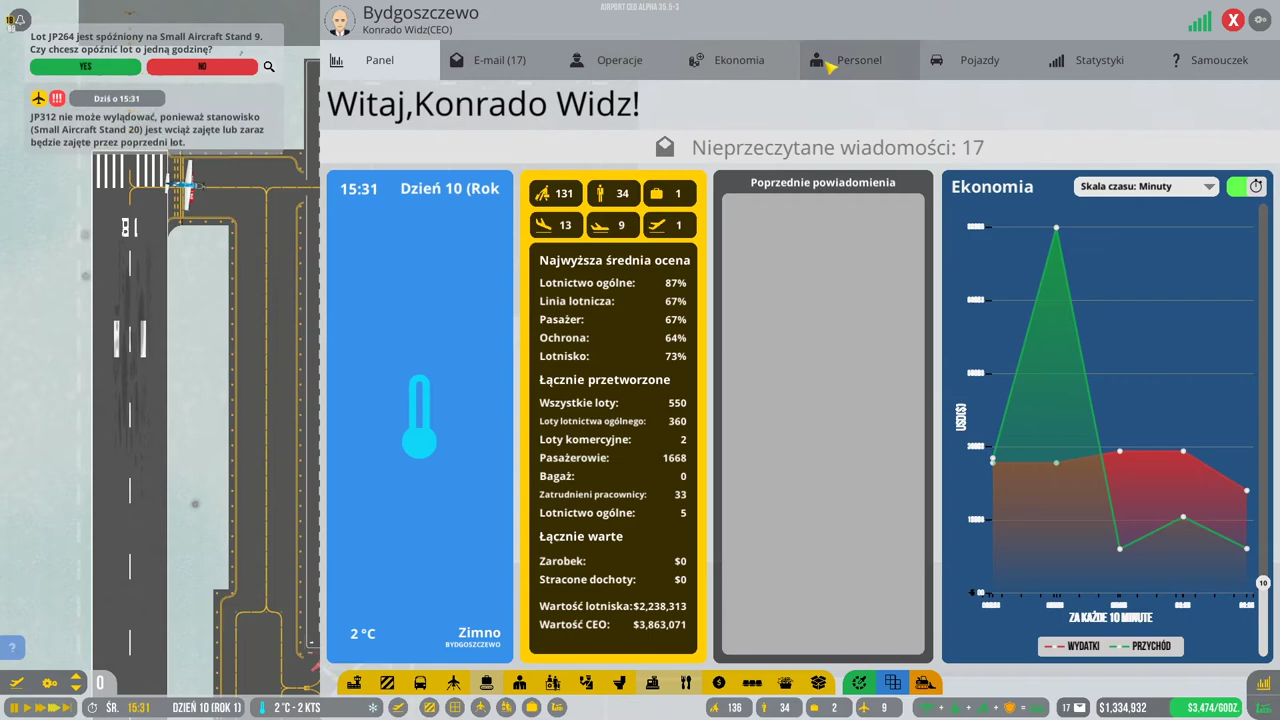 AIRPORT CEO ALPHA 35.5-3
18
Lot JP264 jest spóźniony na Small Aircraft Stand 9.
Czy chcesz opóźnić lot o jedną godzinę?
YES
NO
!!!
Dziś o 15:31
JP312 nie może wylądować, ponieważ stanowisko
(Small Aircraft Stand 20) jest wciąż zajęte lub zaraz
będzie zajęte przez poprzedni lot.
Bydgoszczewo
Konrado Widz(CEO)
X
Panel
E-mail (17)
Operacje
Ekonomia
Personel
Pojazdy
Statystyki
? Samouczek
Witaj,Konrado Widz!
Nieprzeczytane wiadomości: 17
15:31
Dzień 10 (Rok
2 °C
Zimno
BYDGOSZCZEWO
131
34
1
13
9
1
Najwyższa średnia ocena
Lotnictwo ogólne: 87%
Linia lotnicza: 67%
Pasażer: 67%
Ochrona: 64%
Lotnisko: 73%
Łącznie przetworzone
Wszystkie loty: 550
Loty lotnictwa ogólnego: 360
Loty komercyjne: 2
Pasażerowie: 1668
Bagaż: 0
Zatrudnieni pracownicy: 33
Lotnictwo ogólne: 5
Łącznie warte
Zarobek: $0
Stracone dochoty: $0
Wartość lotniska:$2,238,313
Wartość CEO: $3,863,071
Poprzednie powiadomienia
Ekonomia
Skala czasu: Minuty
USD($)
10
ZA KAŻDE 10 MINUTE
WYDATKI
PRZYCHÓD
?
0
ŚR. 15:31
DZIEŃ 10 (ROK 1)
2 °C - 2 KTS
136
34
2
9
17
$1,334,932
$3.474/GODZ.